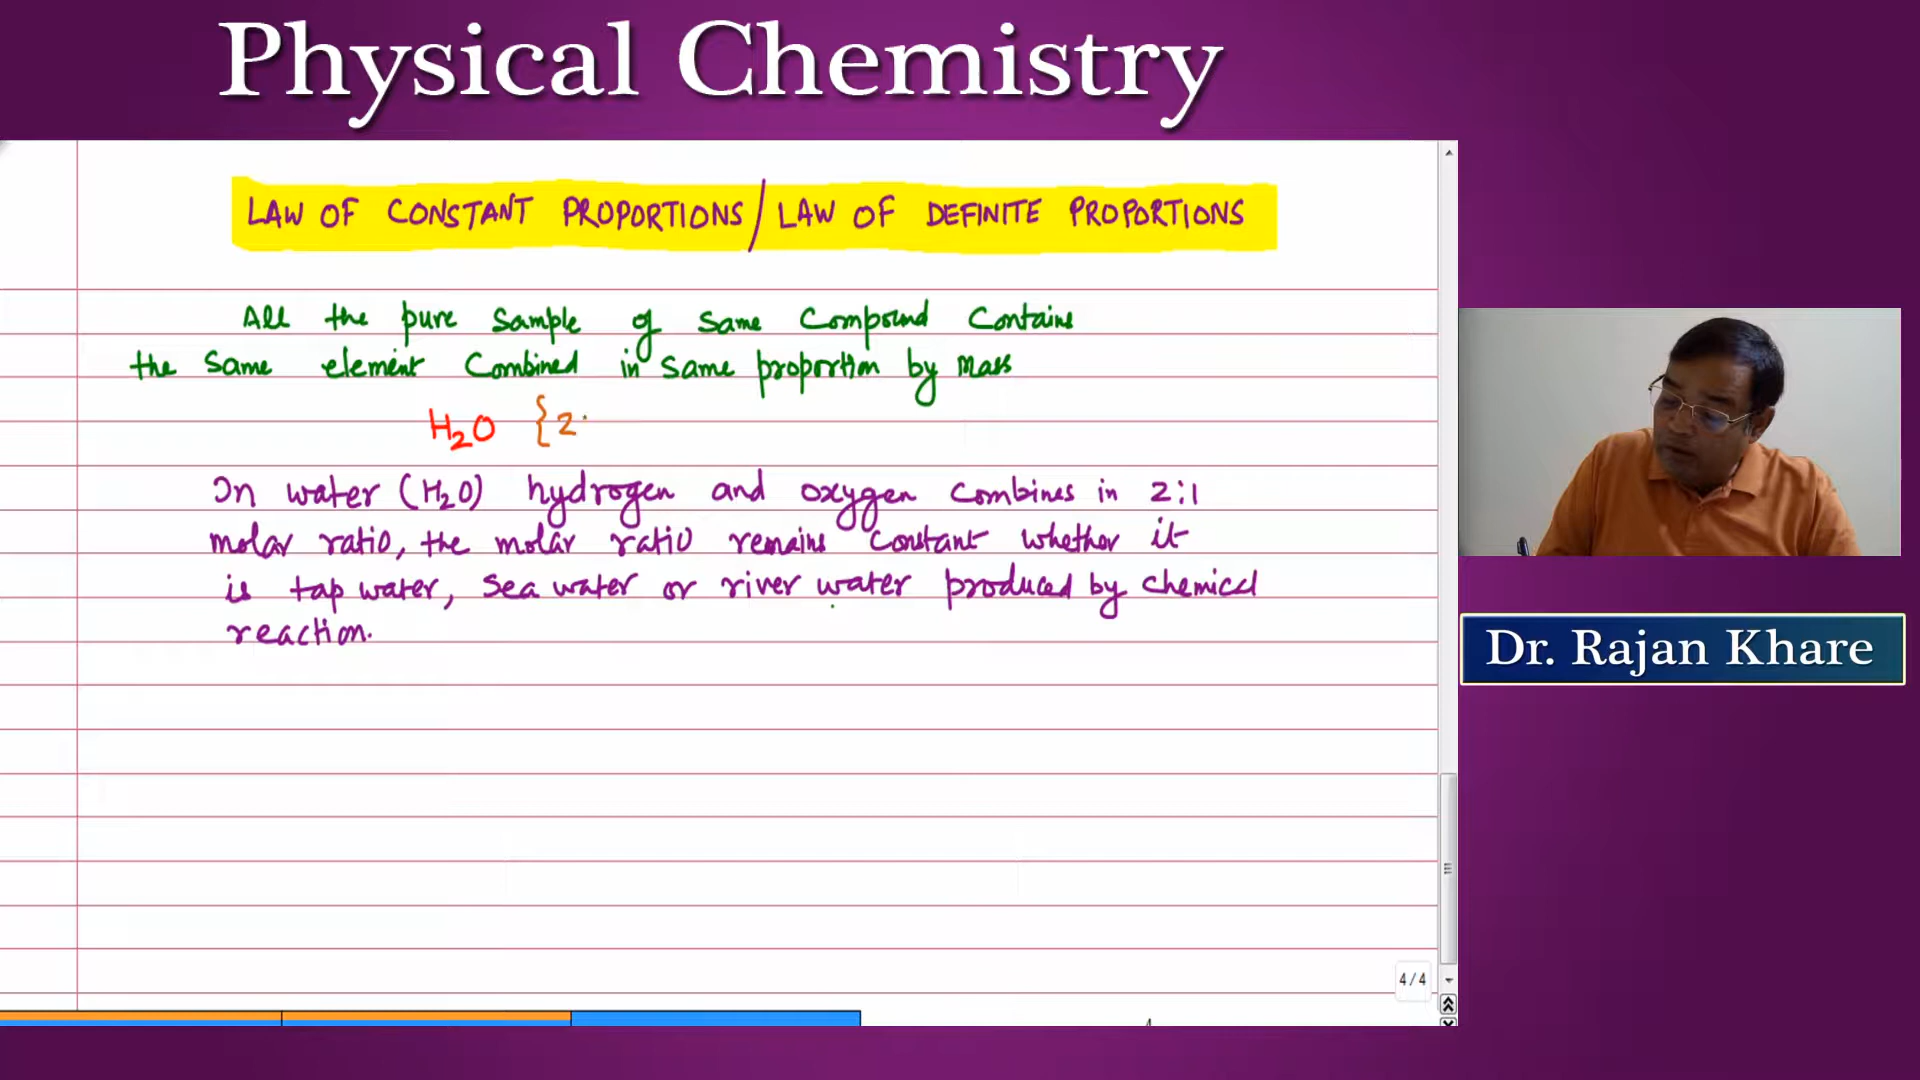 Physical Chemistry
LAW OF CONSTANT PROPORTIONS / LAW OF DEFINITE PROPORTIONS
All the pure sample of same compound contains
the same element combined in same proportion by mass
H₂O {2
In water (H₂O) hydrogen and oxygen combines in 2:1
molar ratio, the molar ratio remains constant whether it
is tap water, sea water or river water produced by chemical
reaction.
Dr. Rajan Khare
4/4